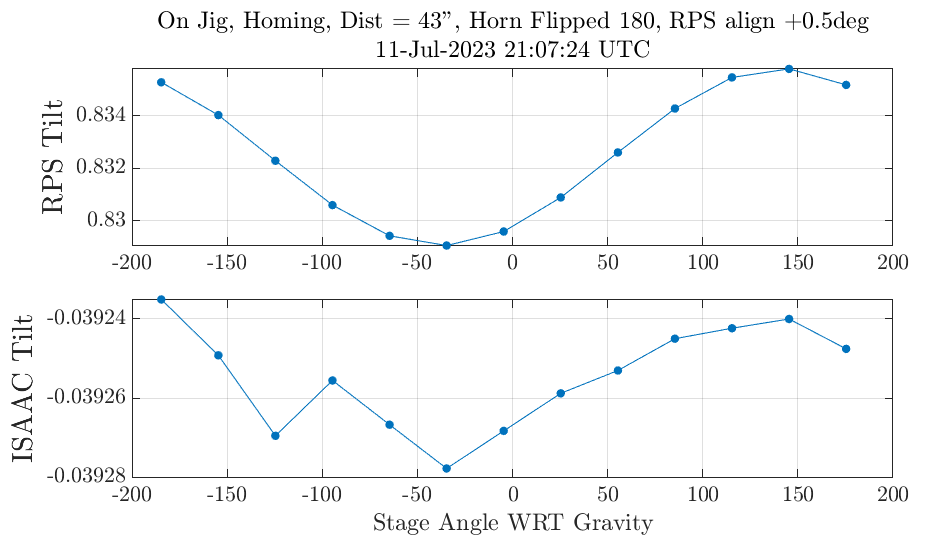 On Jig, Homing, Dist = 43", Horn Flipped 180, RPS align +0.5deg
11-Jul-2023 21:07:24 UTC
RPS Tilt
0.834
0.832
0.83
-200 -150 -100 -50 0 50 100 150 200
ISAAC Tilt
-0.03924
-0.03926
-0.03928
-200 -150 -100 -50 0 50 100 150 200
Stage Angle WRT Gravity